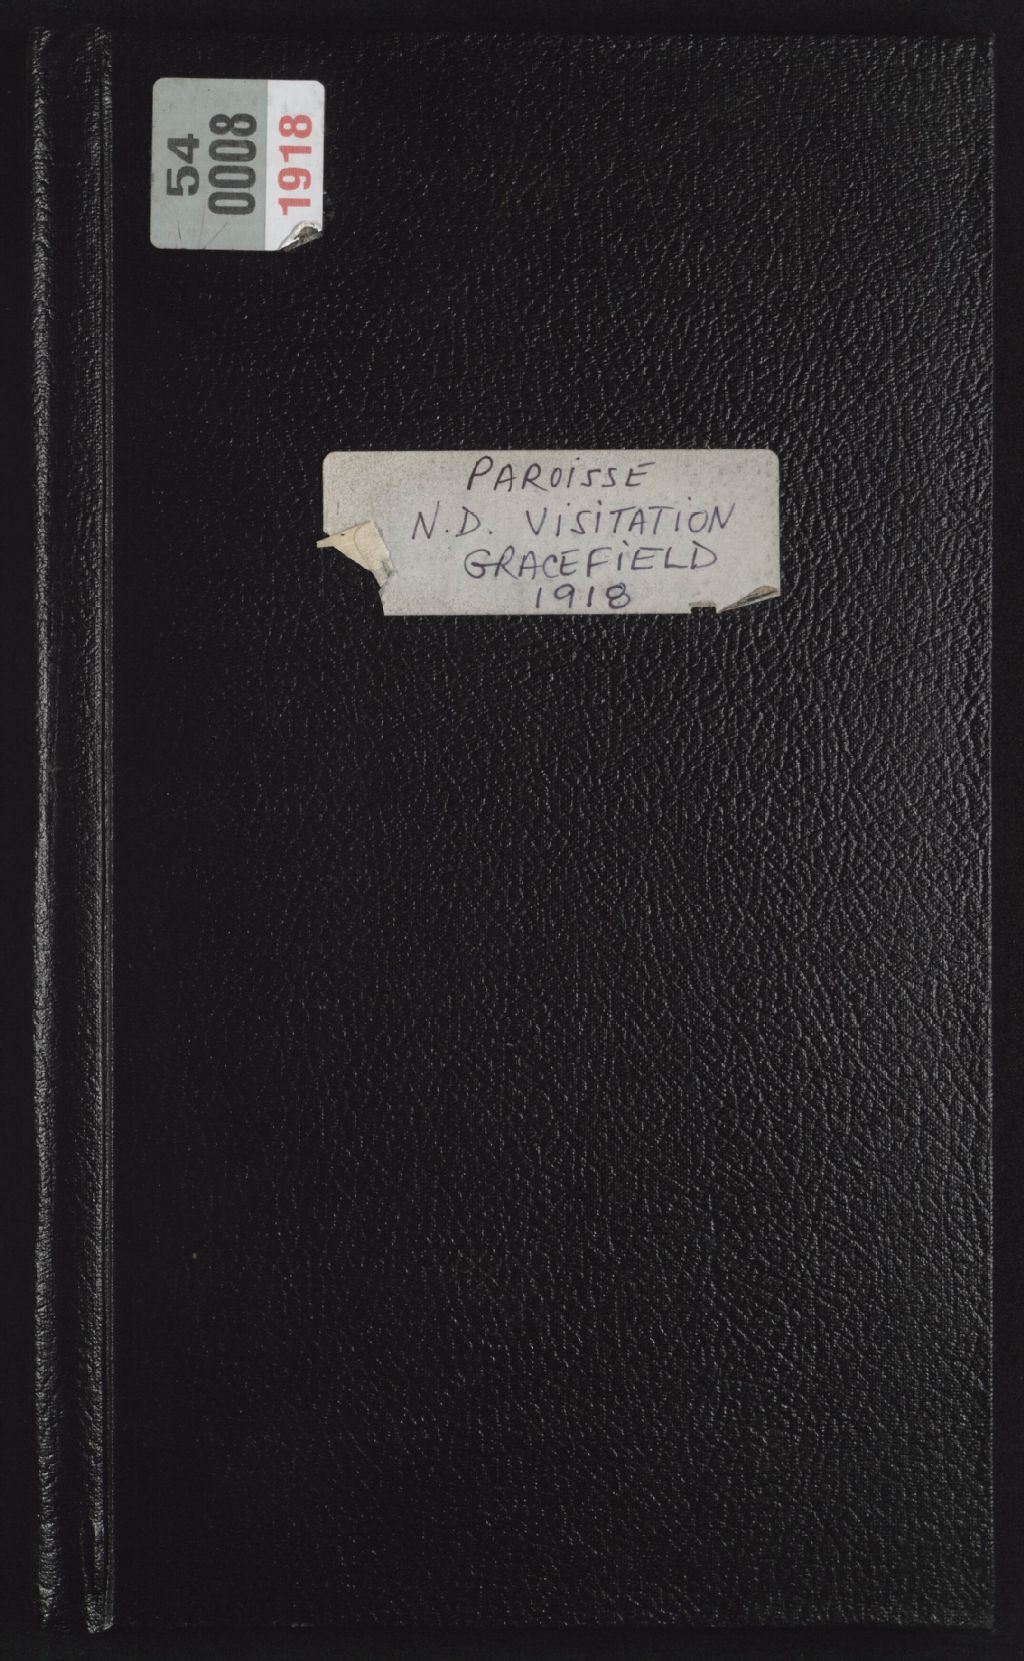 54
0008
1918
PAROISSE
N.D. VISITATION
GRACEFIELD
1918